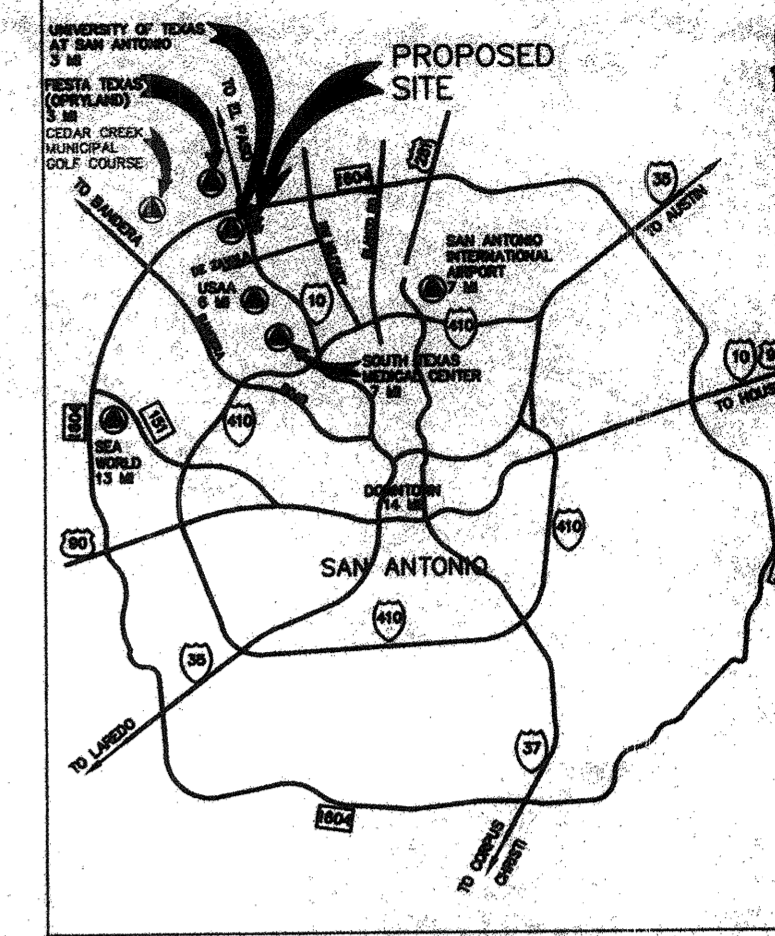 UNIVERSITY OF TEXAS
AT SAN ANTONIO
3 MI
PROPOSED
SITE
FIESTA TEXAS
(OPRYLAND)
3 MI
CEDAR CREEK
MUNICIPAL
GOLF COURSE
TO EL PASO
TO BANDERA
1604
281
35
TO AUSTIN
SAN ANTONIO
INTERNATIONAL
AIRPORT
7 MI
USAA
6 MI
10
410
SOUTH TEXAS
MEDICAL CENTER
7 MI
10
1604
151
410
SEA
WORLD
13 MI
DOWNTOWN
14 MI
90
410
SAN ANTONIO
410
35
TO LAREDO
37
1604
TO CORPUS
CHRISTI